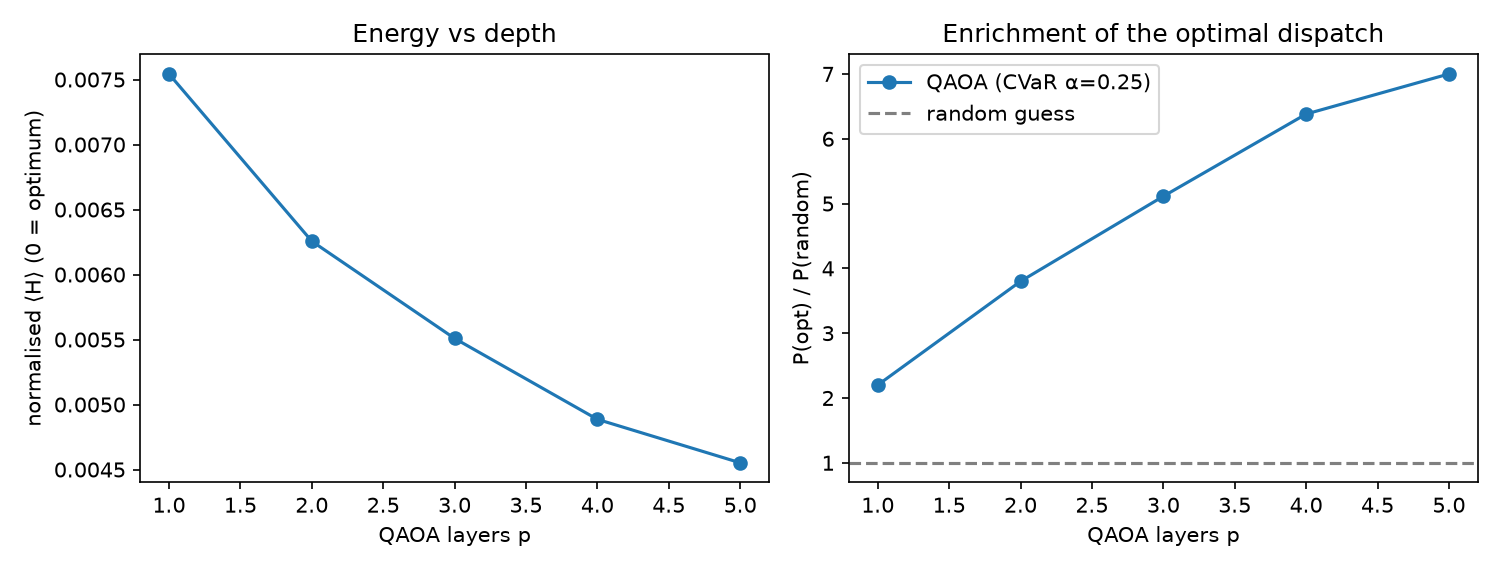 Energy vs depth
normalised ⟨H⟩ (0 = optimum)
0.0075
0.0070
0.0065
0.0060
0.0055
0.0050
0.0045
1.0 1.5 2.0 2.5 3.0 3.5 4.0 4.5 5.0
QAOA layers p
Enrichment of the optimal dispatch
QAOA (CVaR α=0.25)
random guess
P(opt) / P(random)
7
6
5
4
3
2
1
1.0 1.5 2.0 2.5 3.0 3.5 4.0 4.5 5.0
QAOA layers p